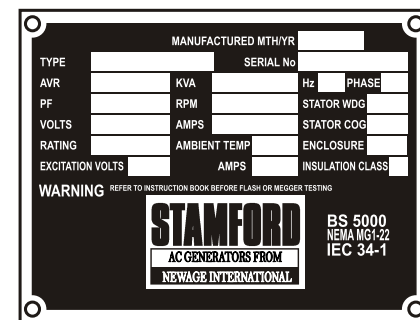 MANUFACTURED MTH/YR
TYPE SERIAL No
AVR KVA Hz PHASE
PF RPM STATOR WDG
VOLTS AMPS STATOR COG
RATING AMBIENT TEMP ENCLOSURE
EXCITATION VOLTS AMPS INSULATION CLASS
WARNING REFER TO INSTRUCTION BOOK BEFORE FLASH OR MEGGER TESTING
STAMFORD
AC GENERATORS FROM
NEWAGE INTERNATIONAL
BS 5000
NEMA MG1-22
IEC 34-1